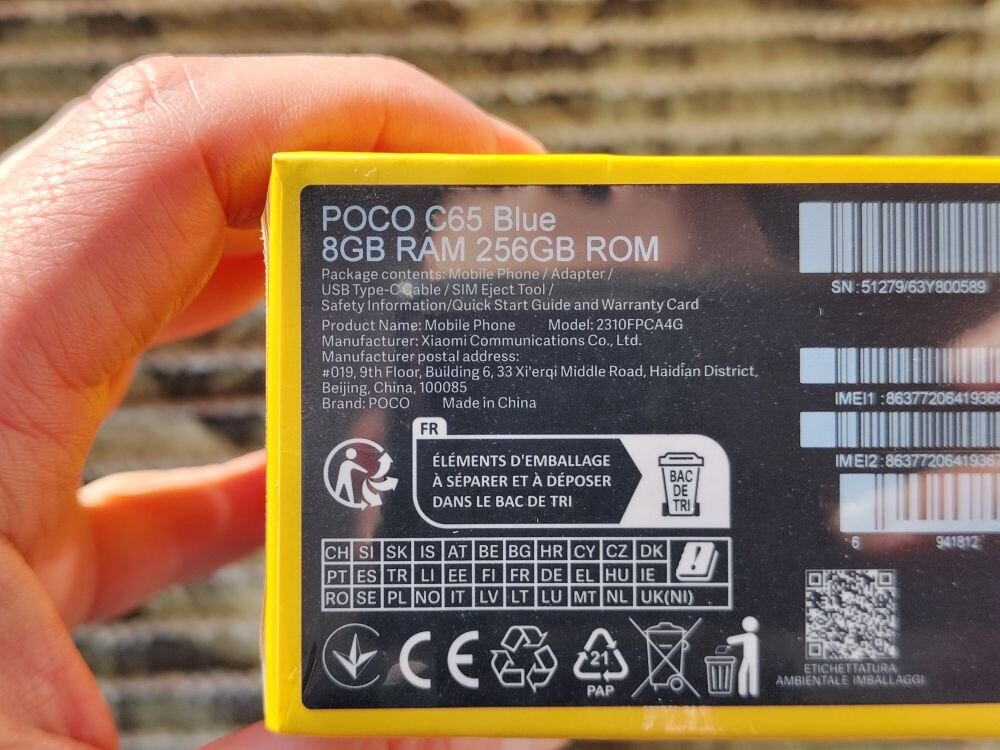 POCO C65 Blue
8GB RAM 256GB ROM
Package contents: Mobile Phone / Adapter /
USB Type-C Cable / SIM Eject Tool /
Safety Information/Quick Start Guide and Warranty Card
Product Name: Mobile Phone Model: 2310FPCA4G
Manufacturer: Xiaomi Communications Co., Ltd.
Manufacturer postal address:
#019, 9th Floor, Building 6, 33 Xi'erqi Middle Road, Haidian District,
Beijing, China, 100085
Brand: POCO Made in China
SN : 51279/63Y800589
IMEI1 : 86377206419366
IMEI2 : 86377206419367
6 941812
FR
ÉLÉMENTS D'EMBALLAGE
À SÉPARER ET À DÉPOSER
DANS LE BAC DE TRI
BAC
DE
TRI
CH SI SK IS AT BE BG HR CY CZ DK
PT ES TR LI EE FI FR DE EL HU IE
RO SE PL NO IT LV LT LU MT NL UK(NI)
CE
21
PAP
ETICHETTATURA
AMBIENTALE IMBALLAGGI